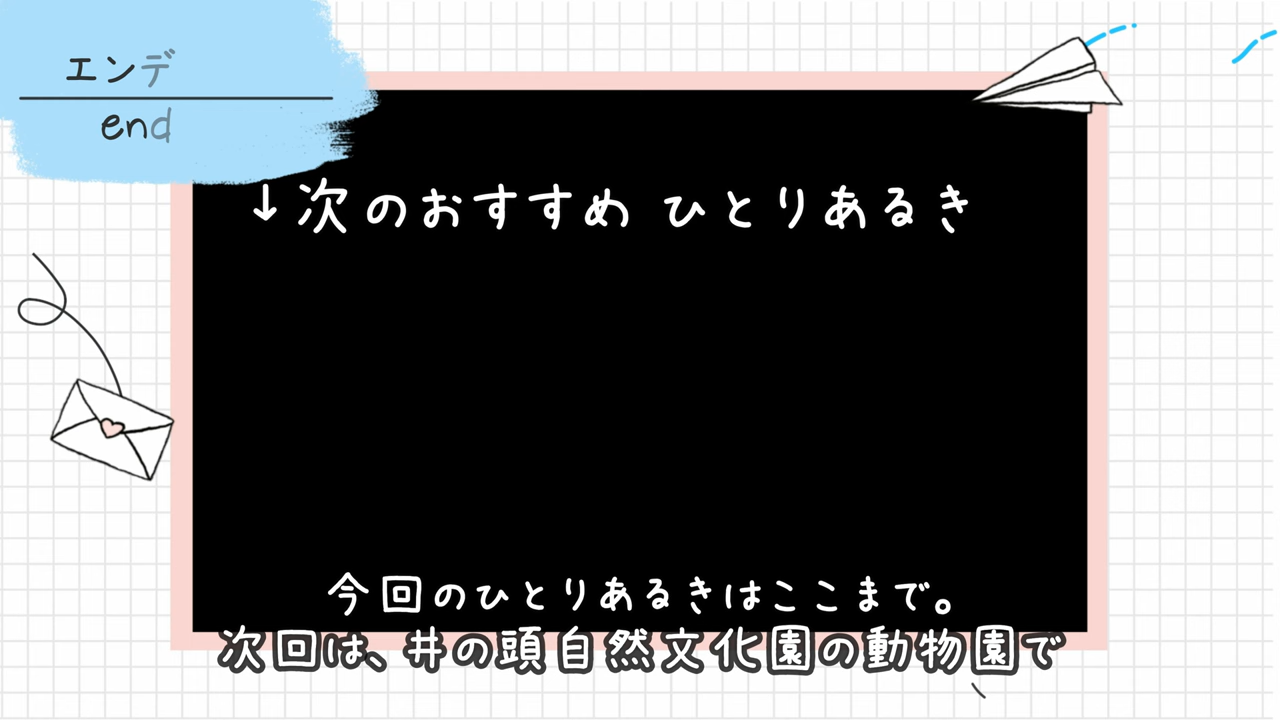 エンデ
end
↓次のおすすめ ひとりあるき
今回のひとりあるきはここまで。
次回は、井の頭自然文化園の動物園で